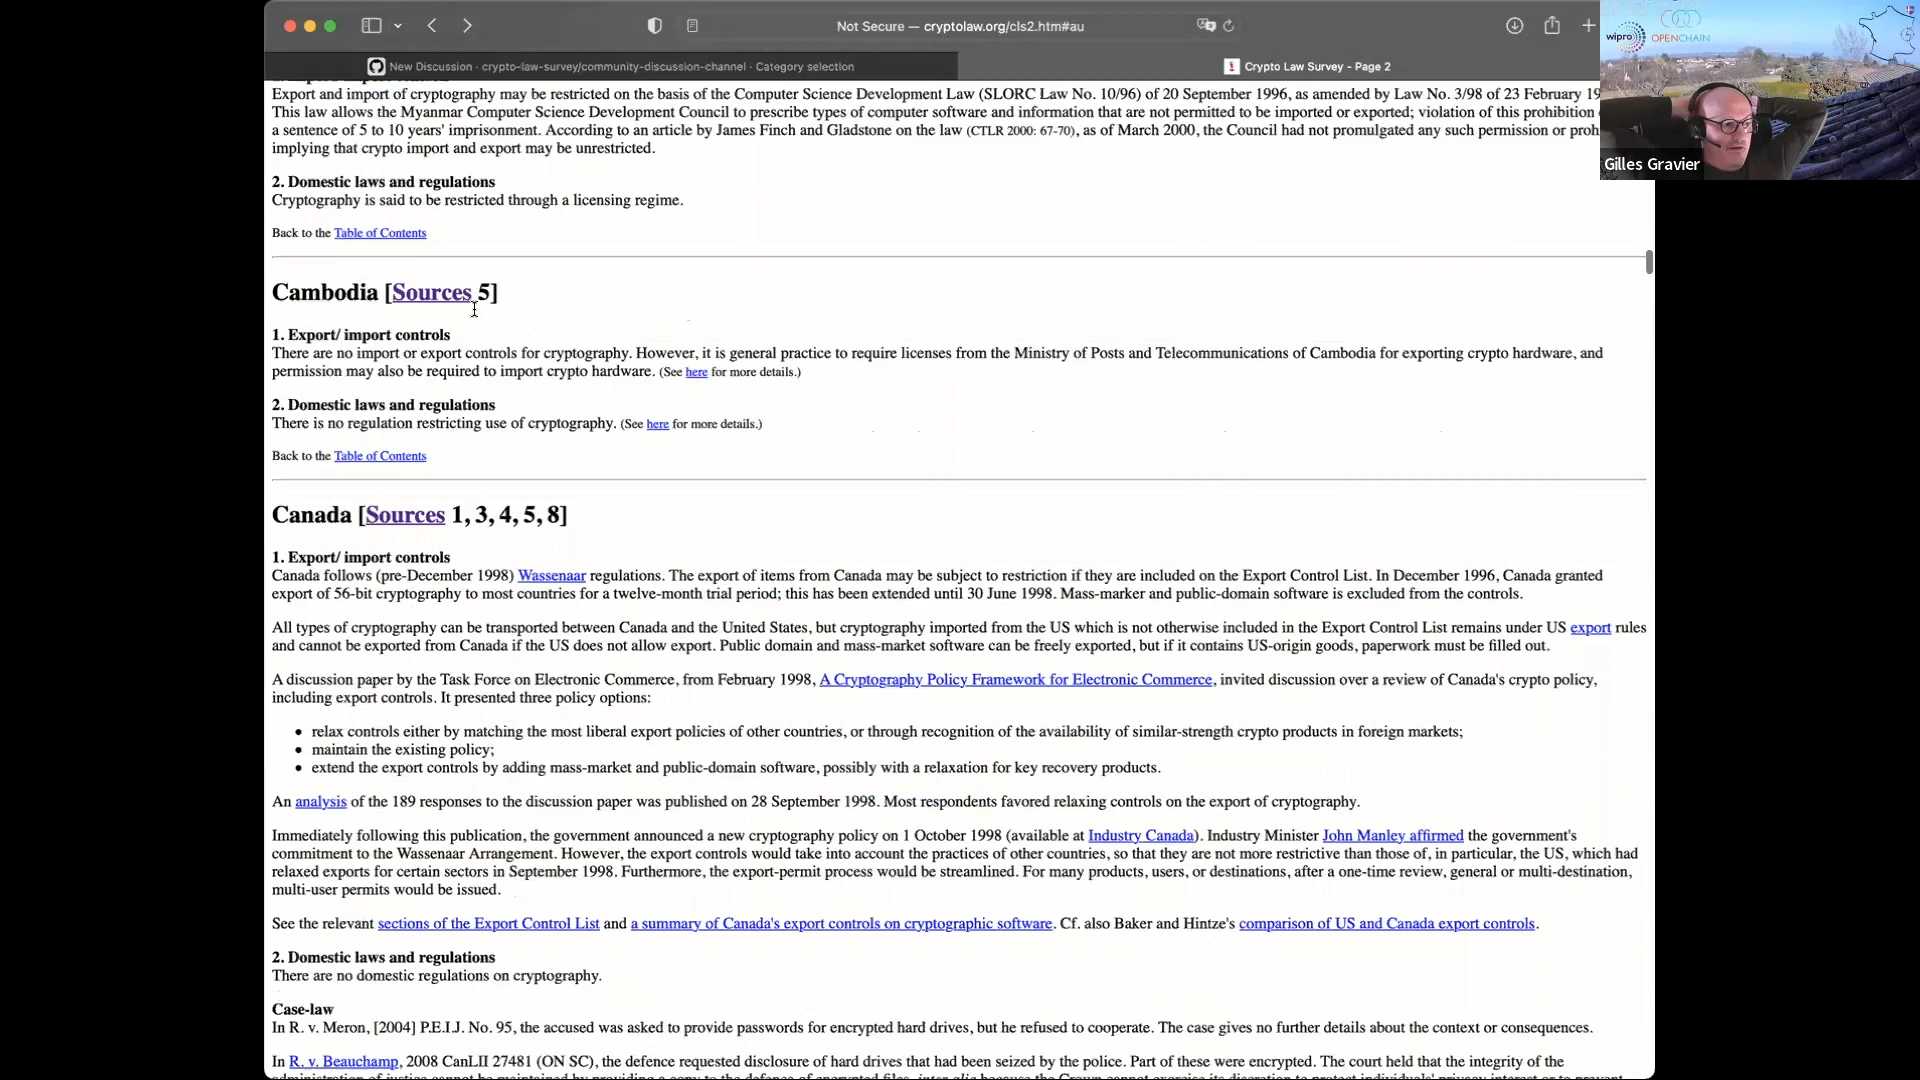 Not Secure — cryptolaw.org/cls2.htm#au
New Discussion · crypto-law-survey/community-discussion-channel · Category selection
Crypto Law Survey - Page 2
wipro
OPENCHAIN
Gilles Gravier
Export and import of cryptography may be restricted on the basis of the Computer Science Development Law (SLORC Law No. 10/96) of 20 September 1996, as amended by Law No. 3/98 of 23 February 19
This law allows the Myanmar Computer Science Development Council to prescribe types of computer software and information that are not permitted to be imported or exported; violation of this prohibition
a sentence of 5 to 10 years' imprisonment. According to an article by James Finch and Gladstone on the law (CTLR 2000: 67-70), as of March 2000, the Council had not promulgated any such permission or proh
implying that crypto import and export may be unrestricted.
2. Domestic laws and regulations
Cryptography is said to be restricted through a licensing regime.
Back to the Table of Contents
Cambodia [Sources 5]
1. Export/ import controls
There are no import or export controls for cryptography. However, it is general practice to require licenses from the Ministry of Posts and Telecommunications of Cambodia for exporting crypto hardware, and
permission may also be required to import crypto hardware. (See here for more details.)
2. Domestic laws and regulations
There is no regulation restricting use of cryptography. (See here for more details.)
Back to the Table of Contents
Canada [Sources 1, 3, 4, 5, 8]
1. Export/ import controls
Canada follows (pre-December 1998) Wassenaar regulations. The export of items from Canada may be subject to restriction if they are included on the Export Control List. In December 1996, Canada granted
export of 56-bit cryptography to most countries for a twelve-month trial period; this has been extended until 30 June 1998. Mass-marker and public-domain software is excluded from the controls.
All types of cryptography can be transported between Canada and the United States, but cryptography imported from the US which is not otherwise included in the Export Control List remains under US export rules
and cannot be exported from Canada if the US does not allow export. Public domain and mass-market software can be freely exported, but if it contains US-origin goods, paperwork must be filled out.
A discussion paper by the Task Force on Electronic Commerce, from February 1998, A Cryptography Policy Framework for Electronic Commerce, invited discussion over a review of Canada's crypto policy,
including export controls. It presented three policy options:
• relax controls either by matching the most liberal export policies of other countries, or through recognition of the availability of similar-strength crypto products in foreign markets;
• maintain the existing policy;
• extend the export controls by adding mass-market and public-domain software, possibly with a relaxation for key recovery products.
An analysis of the 189 responses to the discussion paper was published on 28 September 1998. Most respondents favored relaxing controls on the export of cryptography.
Immediately following this publication, the government announced a new cryptography policy on 1 October 1998 (available at Industry Canada). Industry Minister John Manley affirmed the government's
commitment to the Wassenaar Arrangement. However, the export controls would take into account the practices of other countries, so that they are not more restrictive than those of, in particular, the US, which had
relaxed exports for certain sectors in September 1998. Furthermore, the export-permit process would be streamlined. For many products, users, or destinations, after a one-time review, general or multi-destination,
multi-user permits would be issued.
See the relevant sections of the Export Control List and a summary of Canada's export controls on cryptographic software. Cf. also Baker and Hintze's comparison of US and Canada export controls.
2. Domestic laws and regulations
There are no domestic regulations on cryptography.
Case-law
In R. v. Meron, [2004] P.E.I.J. No. 95, the accused was asked to provide passwords for encrypted hard drives, but he refused to cooperate. The case gives no further details about the context or consequences.
In R. v. Beauchamp, 2008 CanLII 27481 (ON SC), the defence requested disclosure of hard drives that had been seized by the police. Part of these were encrypted. The court held that the integrity of the